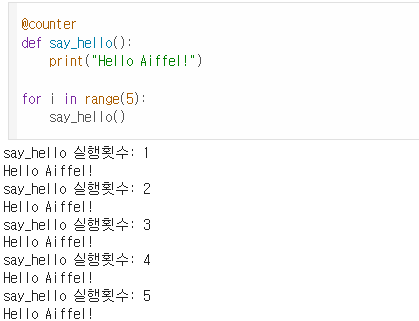 @counter
def say_hello():
    print("Hello Aiffel!")
for i in range(5):
    say_hello()
say_hello 실행횟수: 1
Hello Aiffel!
say_hello 실행횟수: 2
Hello Aiffel!
say_hello 실행횟수: 3
Hello Aiffel!
say_hello 실행횟수: 4
Hello Aiffel!
say_hello 실행횟수: 5
Hello Aiffel!